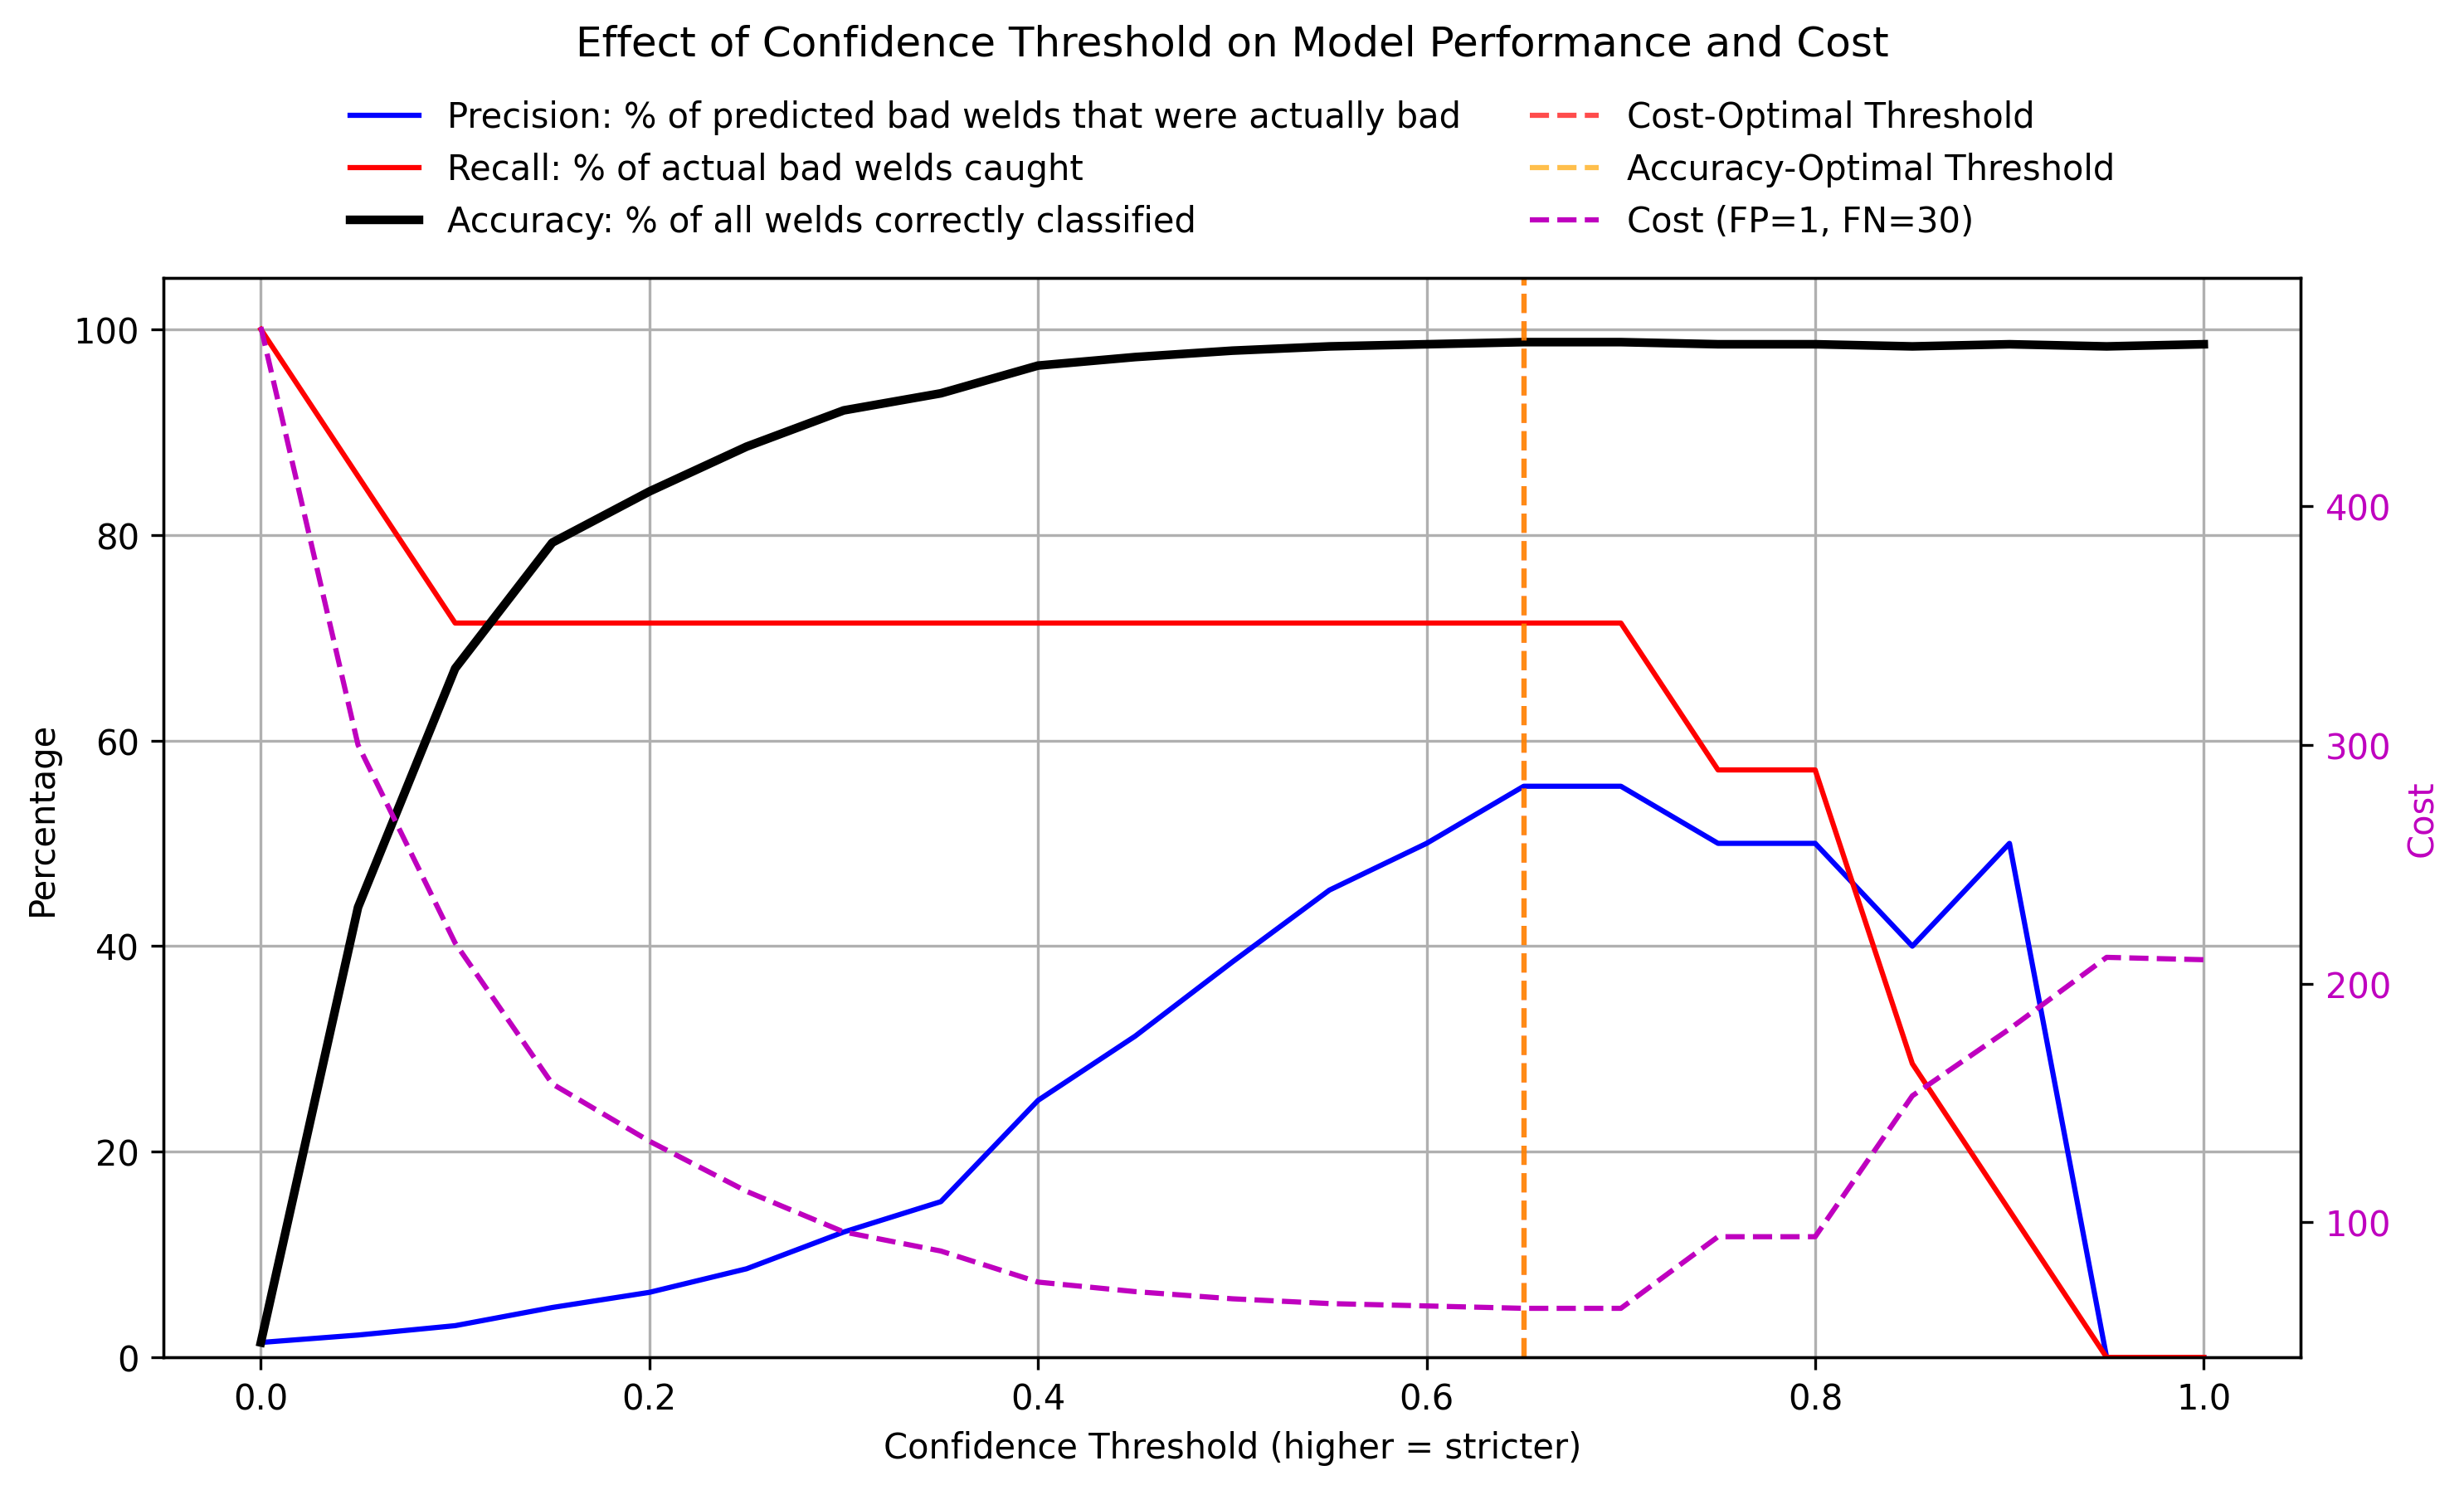 Effect of Confidence Threshold on Model Performance and Cost
Precision: % of predicted bad welds that were actually bad
Recall: % of actual bad welds caught
Accuracy: % of all welds correctly classified
Cost-Optimal Threshold
Accuracy-Optimal Threshold
Cost (FP=1, FN=30)
Percentage
100
80
60
40
20
0
400
300
200
100
Cost
0.0
0.2
0.4
0.6
0.8
1.0
Confidence Threshold (higher = stricter)